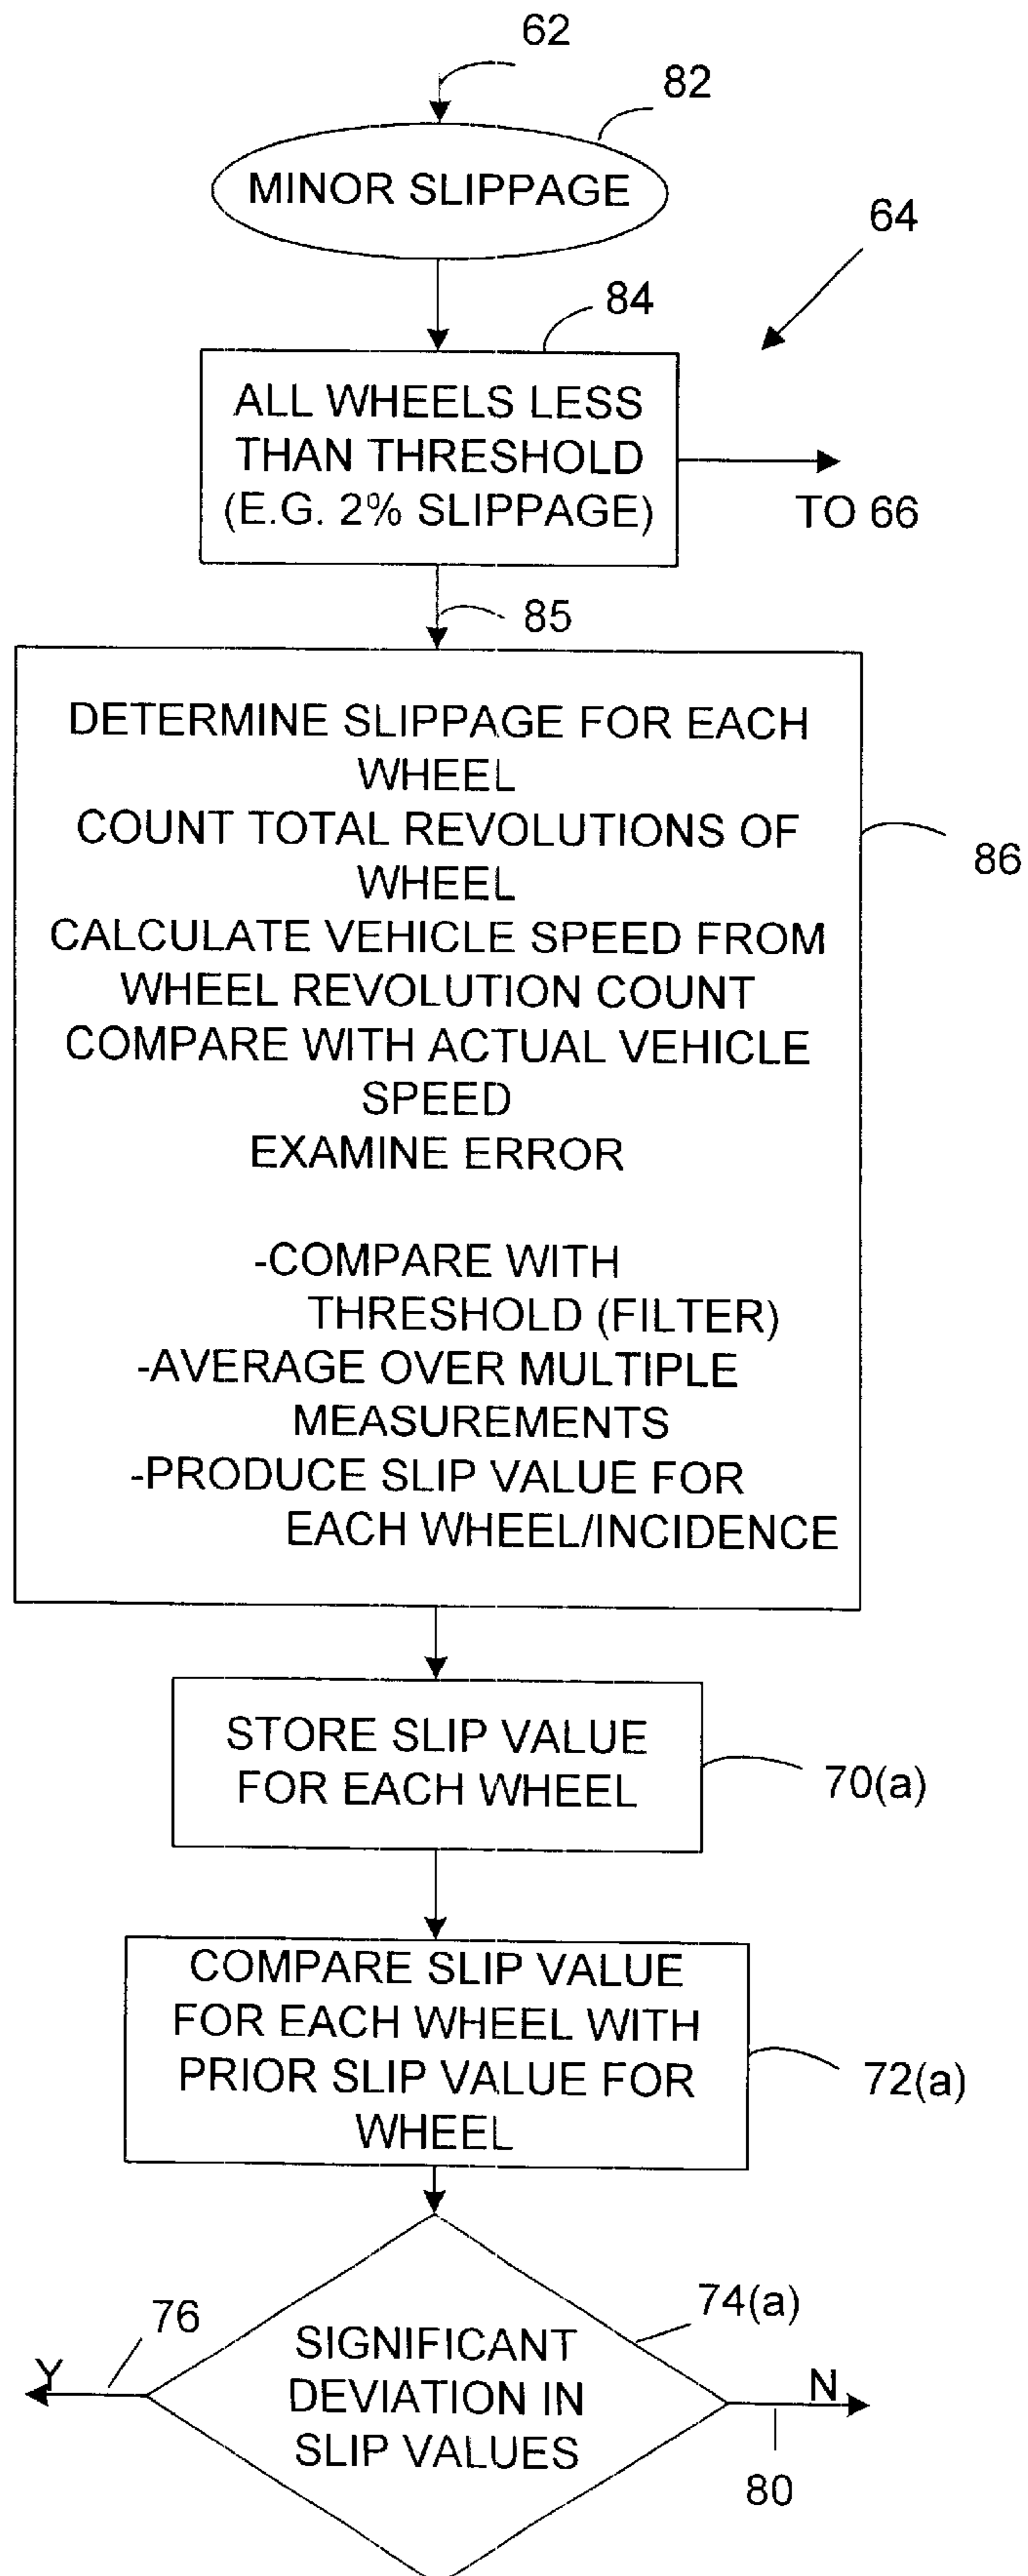 62
82
MINOR SLIPPAGE
64
84
ALL WHEELS LESS
THAN THRESHOLD
(E.G. 2% SLIPPAGE)
TO 66
85
DETERMINE SLIPPAGE FOR EACH
WHEEL
COUNT TOTAL REVOLUTIONS OF
WHEEL
CALCULATE VEHICLE SPEED FROM
WHEEL REVOLUTION COUNT
COMPARE WITH ACTUAL VEHICLE
SPEED
EXAMINE ERROR
86
-COMPARE WITH
THRESHOLD (FILTER)
-AVERAGE OVER MULTIPLE
MEASUREMENTS
-PRODUCE SLIP VALUE FOR
EACH WHEEL/INCIDENCE
STORE SLIP VALUE
FOR EACH WHEEL
70(a)
COMPARE SLIP VALUE
FOR EACH WHEEL WITH
PRIOR SLIP VALUE FOR
WHEEL
72(a)
74(a)
76
Y
SIGNIFICANT
DEVIATION IN
SLIP VALUES
N
80